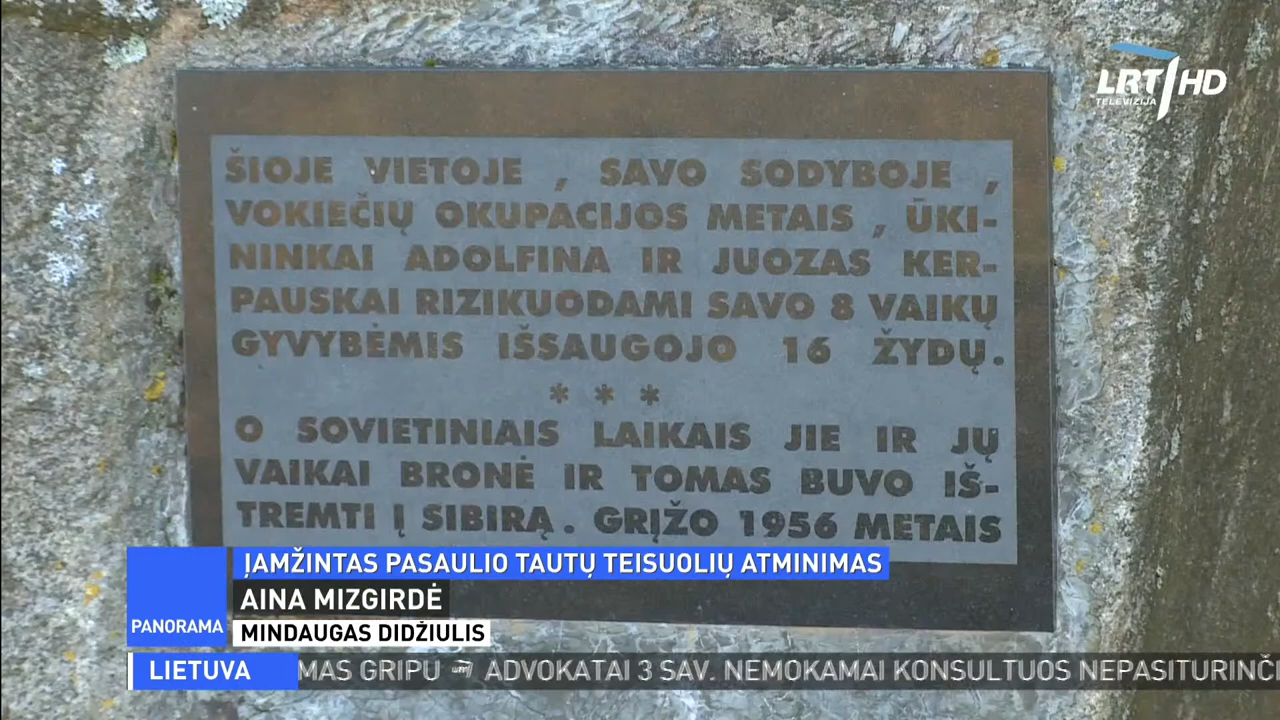 LRT HD
TELEVIZIJA
ŠIOJE VIETOJE , SAVO SODYBOJE ,
VOKIEČIŲ OKUPACIJOS METAIS , ŪKI-
NINKAI ADOLFINA IR JUOZAS KER-
PAUSKAI RIZIKUODAMI SAVO 8 VAIKŲ
GYVYBĖMIS IŠSAUGOJO 16 ŽYDŲ.
* * *
O SOVIETINIAIS LAIKAIS JIE IR JŲ
VAIKAI BRONĖ IR TOMAS BUVO IŠ-
TREMTI Į SIBIRĄ . GRĮŽO 1956 METAIS
ĮAMŽINTAS PASAULIO TAUTŲ TEISUOLIŲ ATMINIMAS
AINA MIZGIRDĖ
PANORAMA
MINDAUGAS DIDŽIULIS
LIETUVA
MAS GRIPU LRT ADVOKATAI 3 SAV. NEMOKAMAI KONSULTUOS NEPASITURINČI